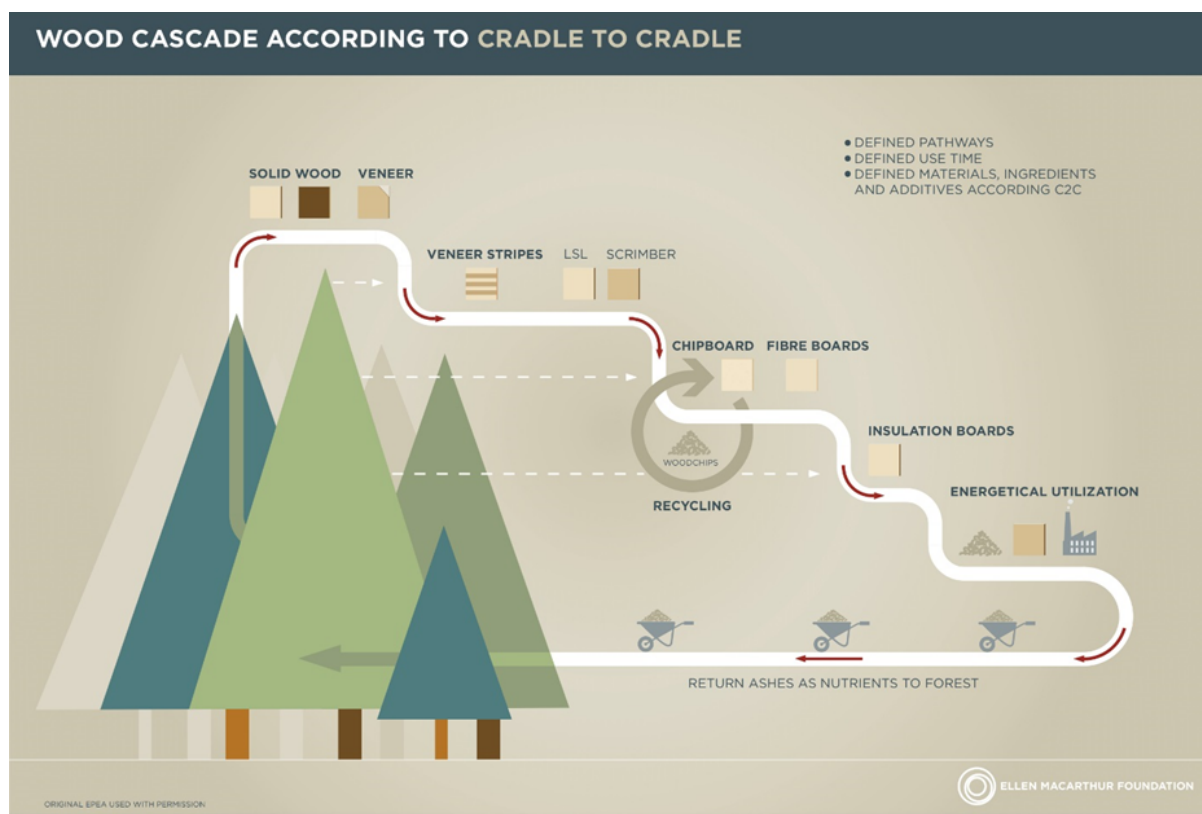 WOOD CASCADE ACCORDING TO CRADLE TO CRADLE
• DEFINED PATHWAYS
• DEFINED USE TIME
• DEFINED MATERIALS, INGREDIENTS
AND ADDITIVES ACCORDING C2C
SOLID WOOD VENEER
VENEER STRIPES LSL SCRIMBER
CHIPBOARD FIBRE BOARDS
INSULATION BOARDS
WOODCHIPS
RECYCLING
ENERGETICAL UTILIZATION
RETURN ASHES AS NUTRIENTS TO FOREST
ELLEN MACARTHUR FOUNDATION
ORIGINAL EPEA USED WITH PERMISSION